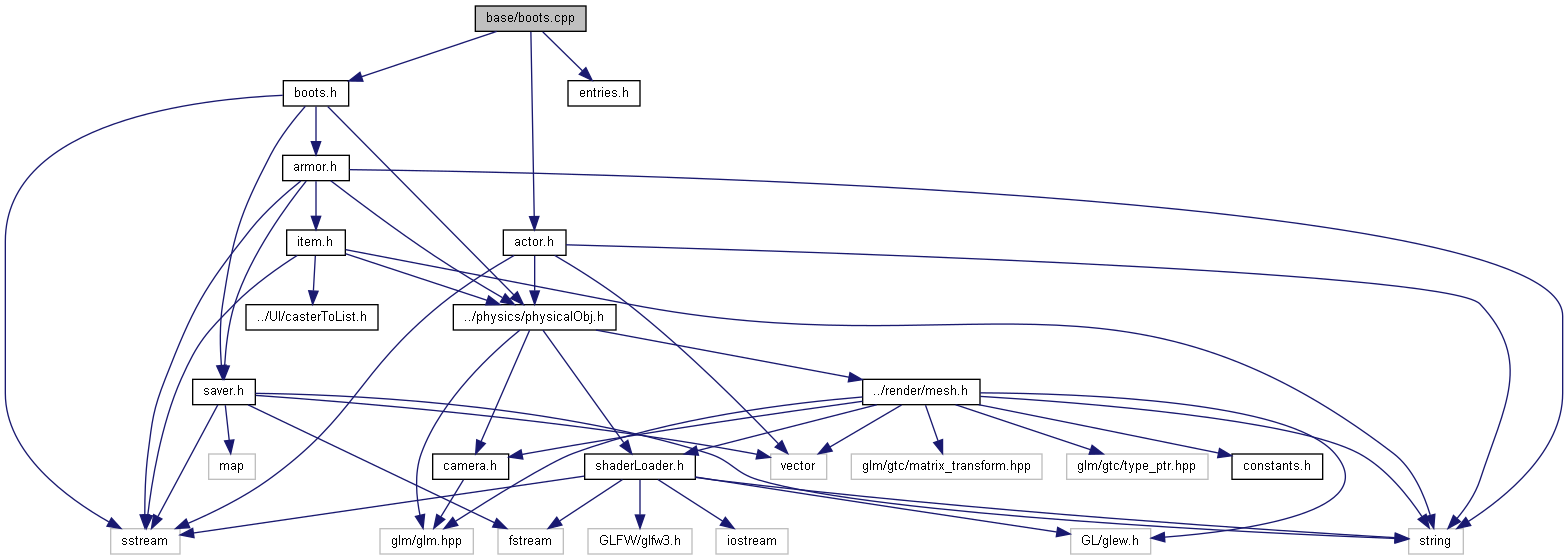 base/boots.cpp
boots.h
entries.h
armor.h
item.h
actor.h
../UI/casterToList.h
../physics/physicalObj.h
saver.h
../render/mesh.h
map
camera.h
shaderLoader.h
vector
glm/gtc/matrix_transform.hpp
glm/gtc/type_ptr.hpp
constants.h
sstream
glm/glm.hpp
fstream
GLFW/glfw3.h
iostream
GL/glew.h
string